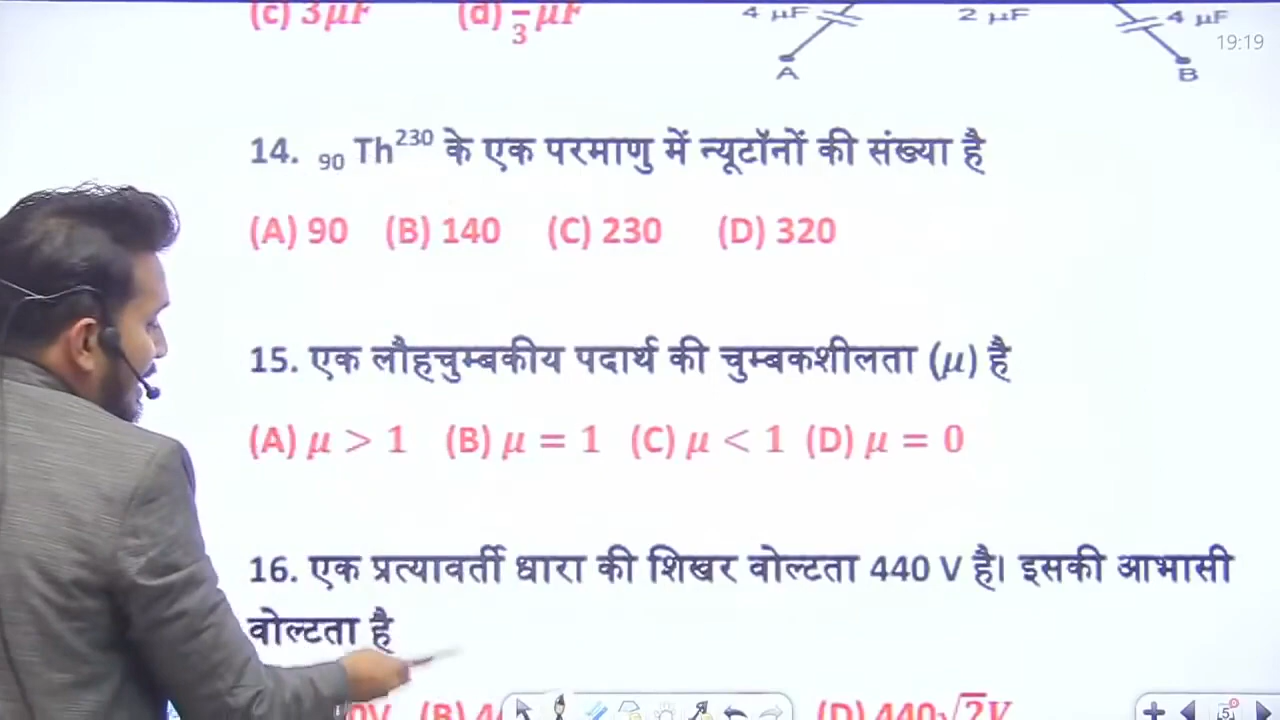 (c) 3μF (d) 3 μF
4 μF 2 μF 4 μF
19:19
A B
14. ₉₀Th²³⁰ के एक परमाणु में न्यूटॉनों की संख्या है
(A) 90 (B) 140 (C) 230 (D) 320
15. एक लौहचुम्बकीय पदार्थ की चुम्बकशीलता (μ) है
(A) μ > 1 (B) μ = 1 (C) μ < 1 (D) μ = 0
16. एक प्रत्यावर्ती धारा की शिखर वोल्टता 440 V है। इसकी आभासी
वोल्टता है
(B) (D) 440√2V
5